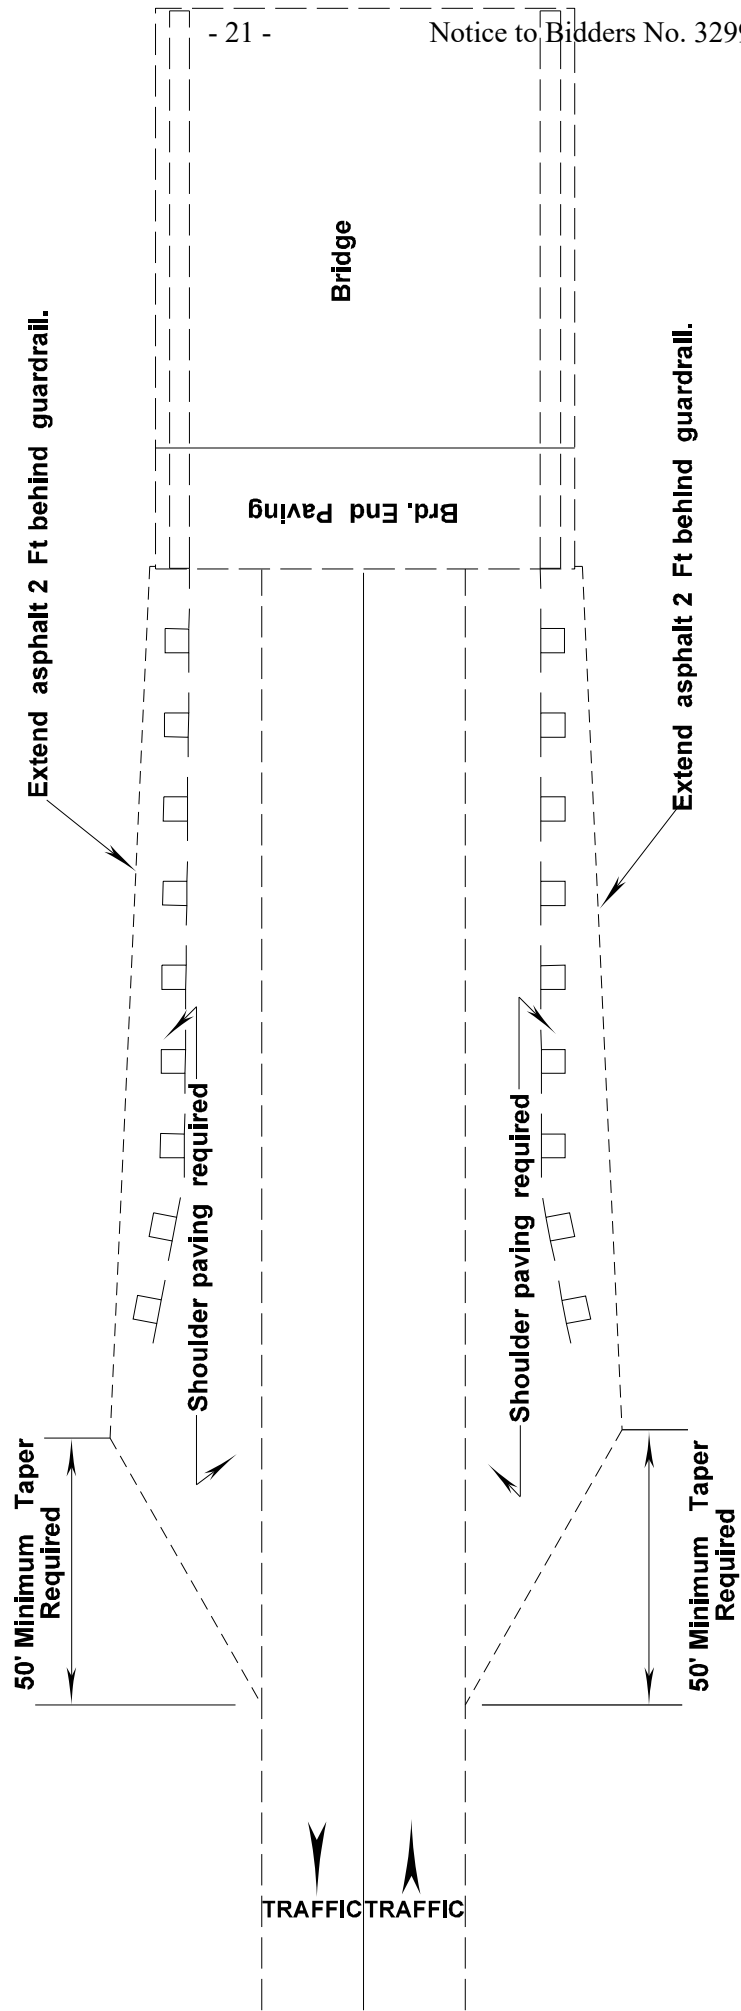 - 21 -
Notice to Bidders No. 3299
Bridge
Extend asphalt 2 Ft behind guardrail.
Extend asphalt 2 Ft behind guardrail.
Brd. End Paving
Shoulder paving required
Shoulder paving required
50' Minimum Taper
Required
50' Minimum Taper
Required
TRAFFIC
TRAFFIC